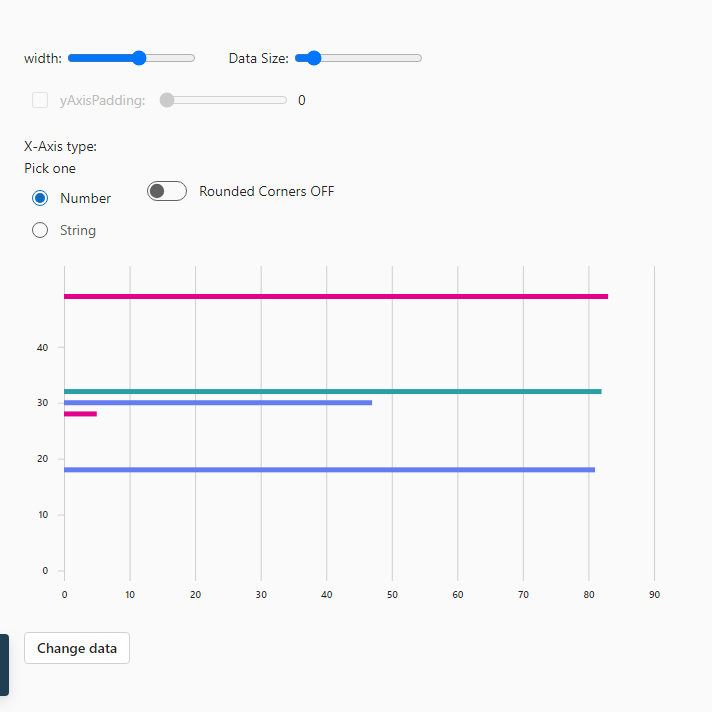 width: Data Size:
yAxisPadding: 0
X-Axis type:
Pick one
Number Rounded Corners OFF
String
40
30
20
10
0
0 10 20 30 40 50 60 70 80 90
Change data